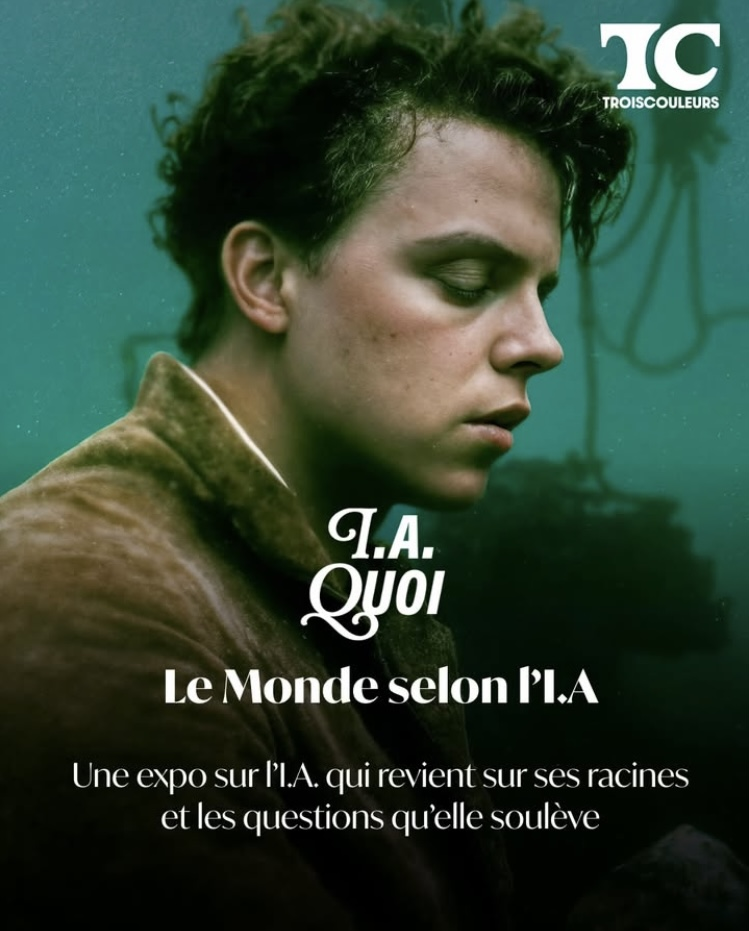 TC
TROISCOULEURS
I.A.
QUOI
Le Monde selon l'I.A
Une expo sur l'I.A. qui revient sur ses racines
et les questions qu'elle soulève